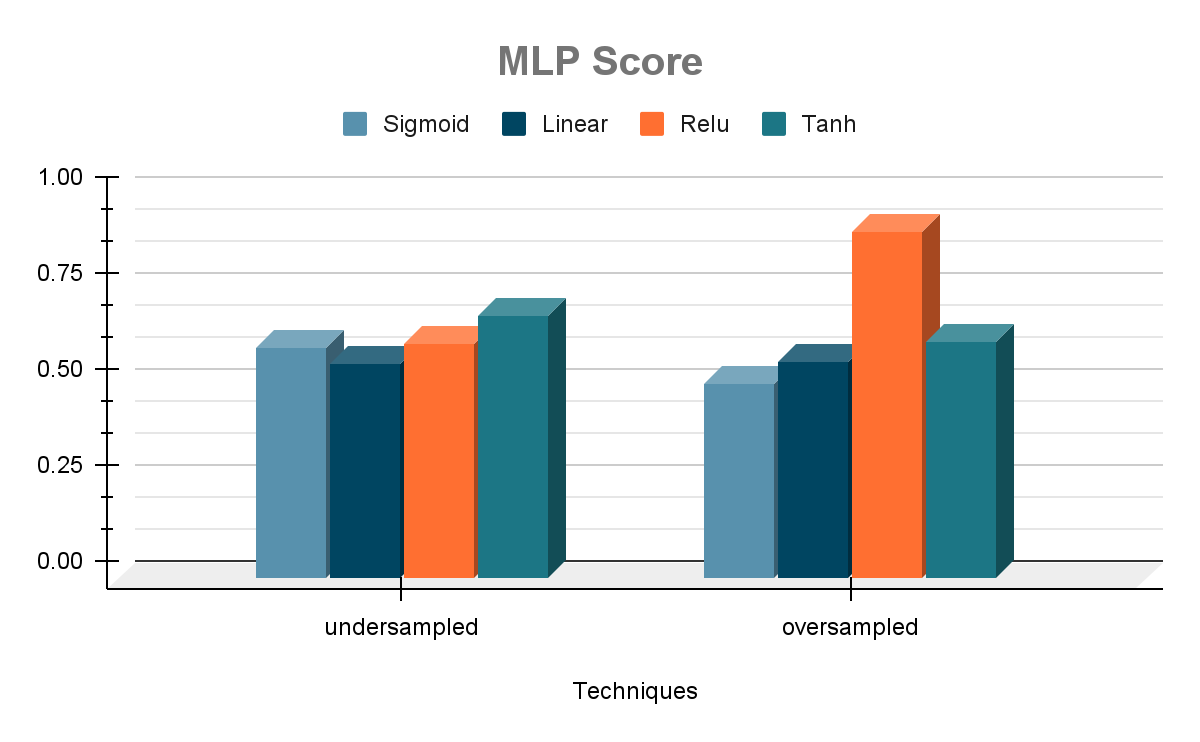 MLP Score
Sigmoid Linear Relu Tanh
1.00
0.75
0.50
0.25
0.00
undersampled oversampled
Techniques